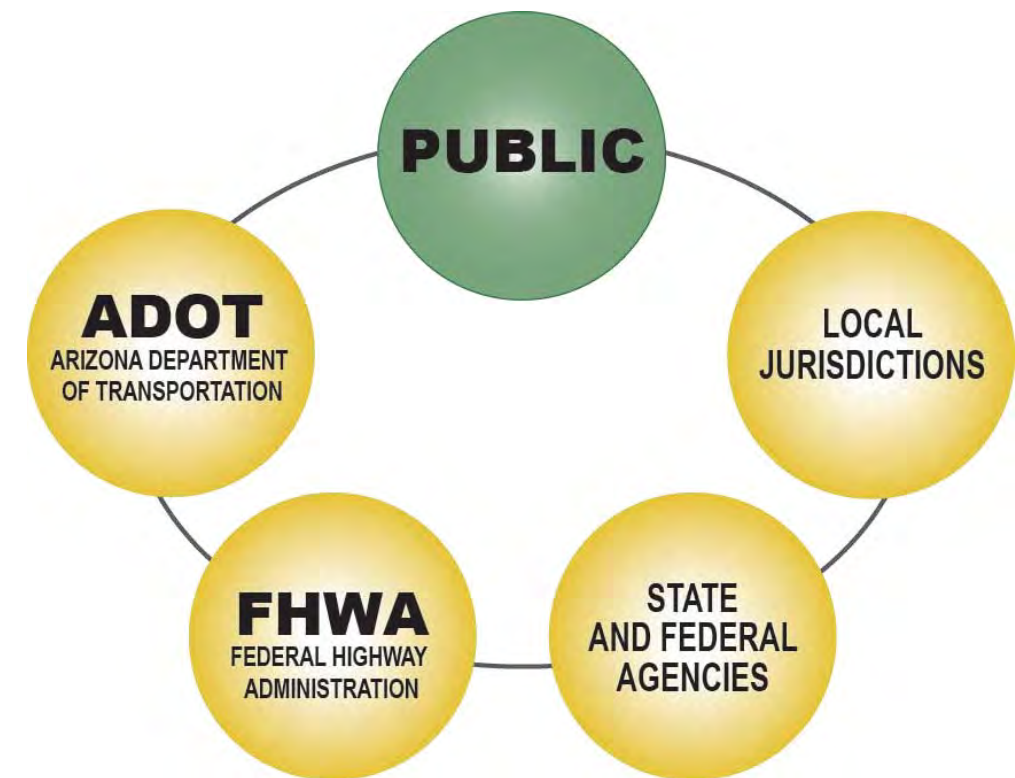 PUBLIC
ADOT
ARIZONA DEPARTMENT
OF TRANSPORTATION
LOCAL
JURISDICTIONS
FHWA
FEDERAL HIGHWAY
ADMINISTRATION
STATE
AND FEDERAL
AGENCIES